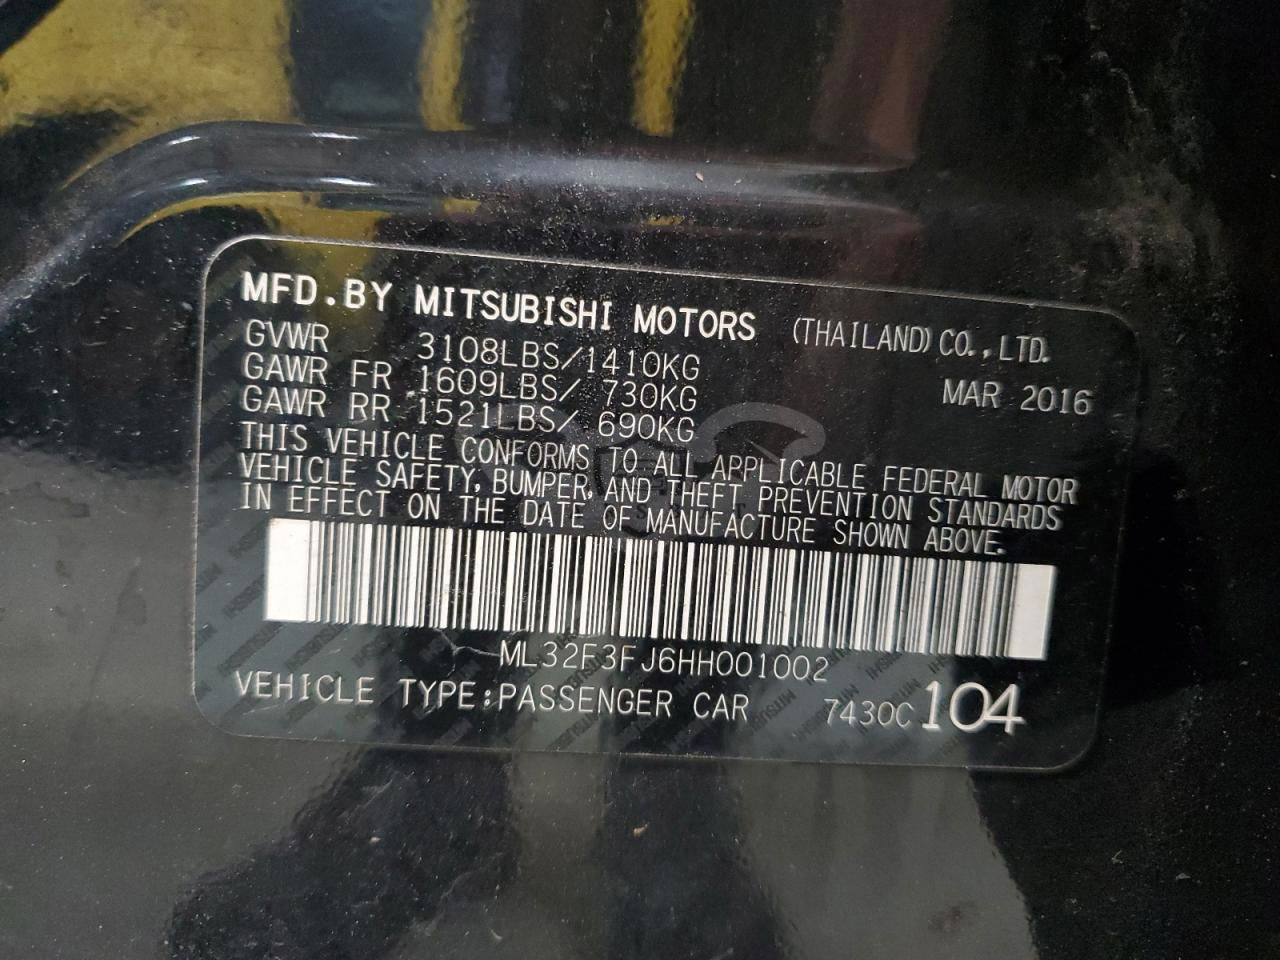 MFD.BY MITSUBISHI MOTORS (THAILAND) CO., LTD.
GVWR 3108LBS/1410KG MAR 2016
GAWR FR 1609LBS/ 730KG
GAWR RR 1521LBS/ 690KG
THIS VEHICLE CONFORMS TO ALL APPLICABLE FEDERAL MOTOR
VEHICLE SAFETY, BUMPER, AND THEFT PREVENTION STANDARDS
IN EFFECT ON THE DATE OF MANUFACTURE SHOWN ABOVE.
ML32F3FJ6HH001002
VEHICLE TYPE:PASSENGER CAR 7430C 104